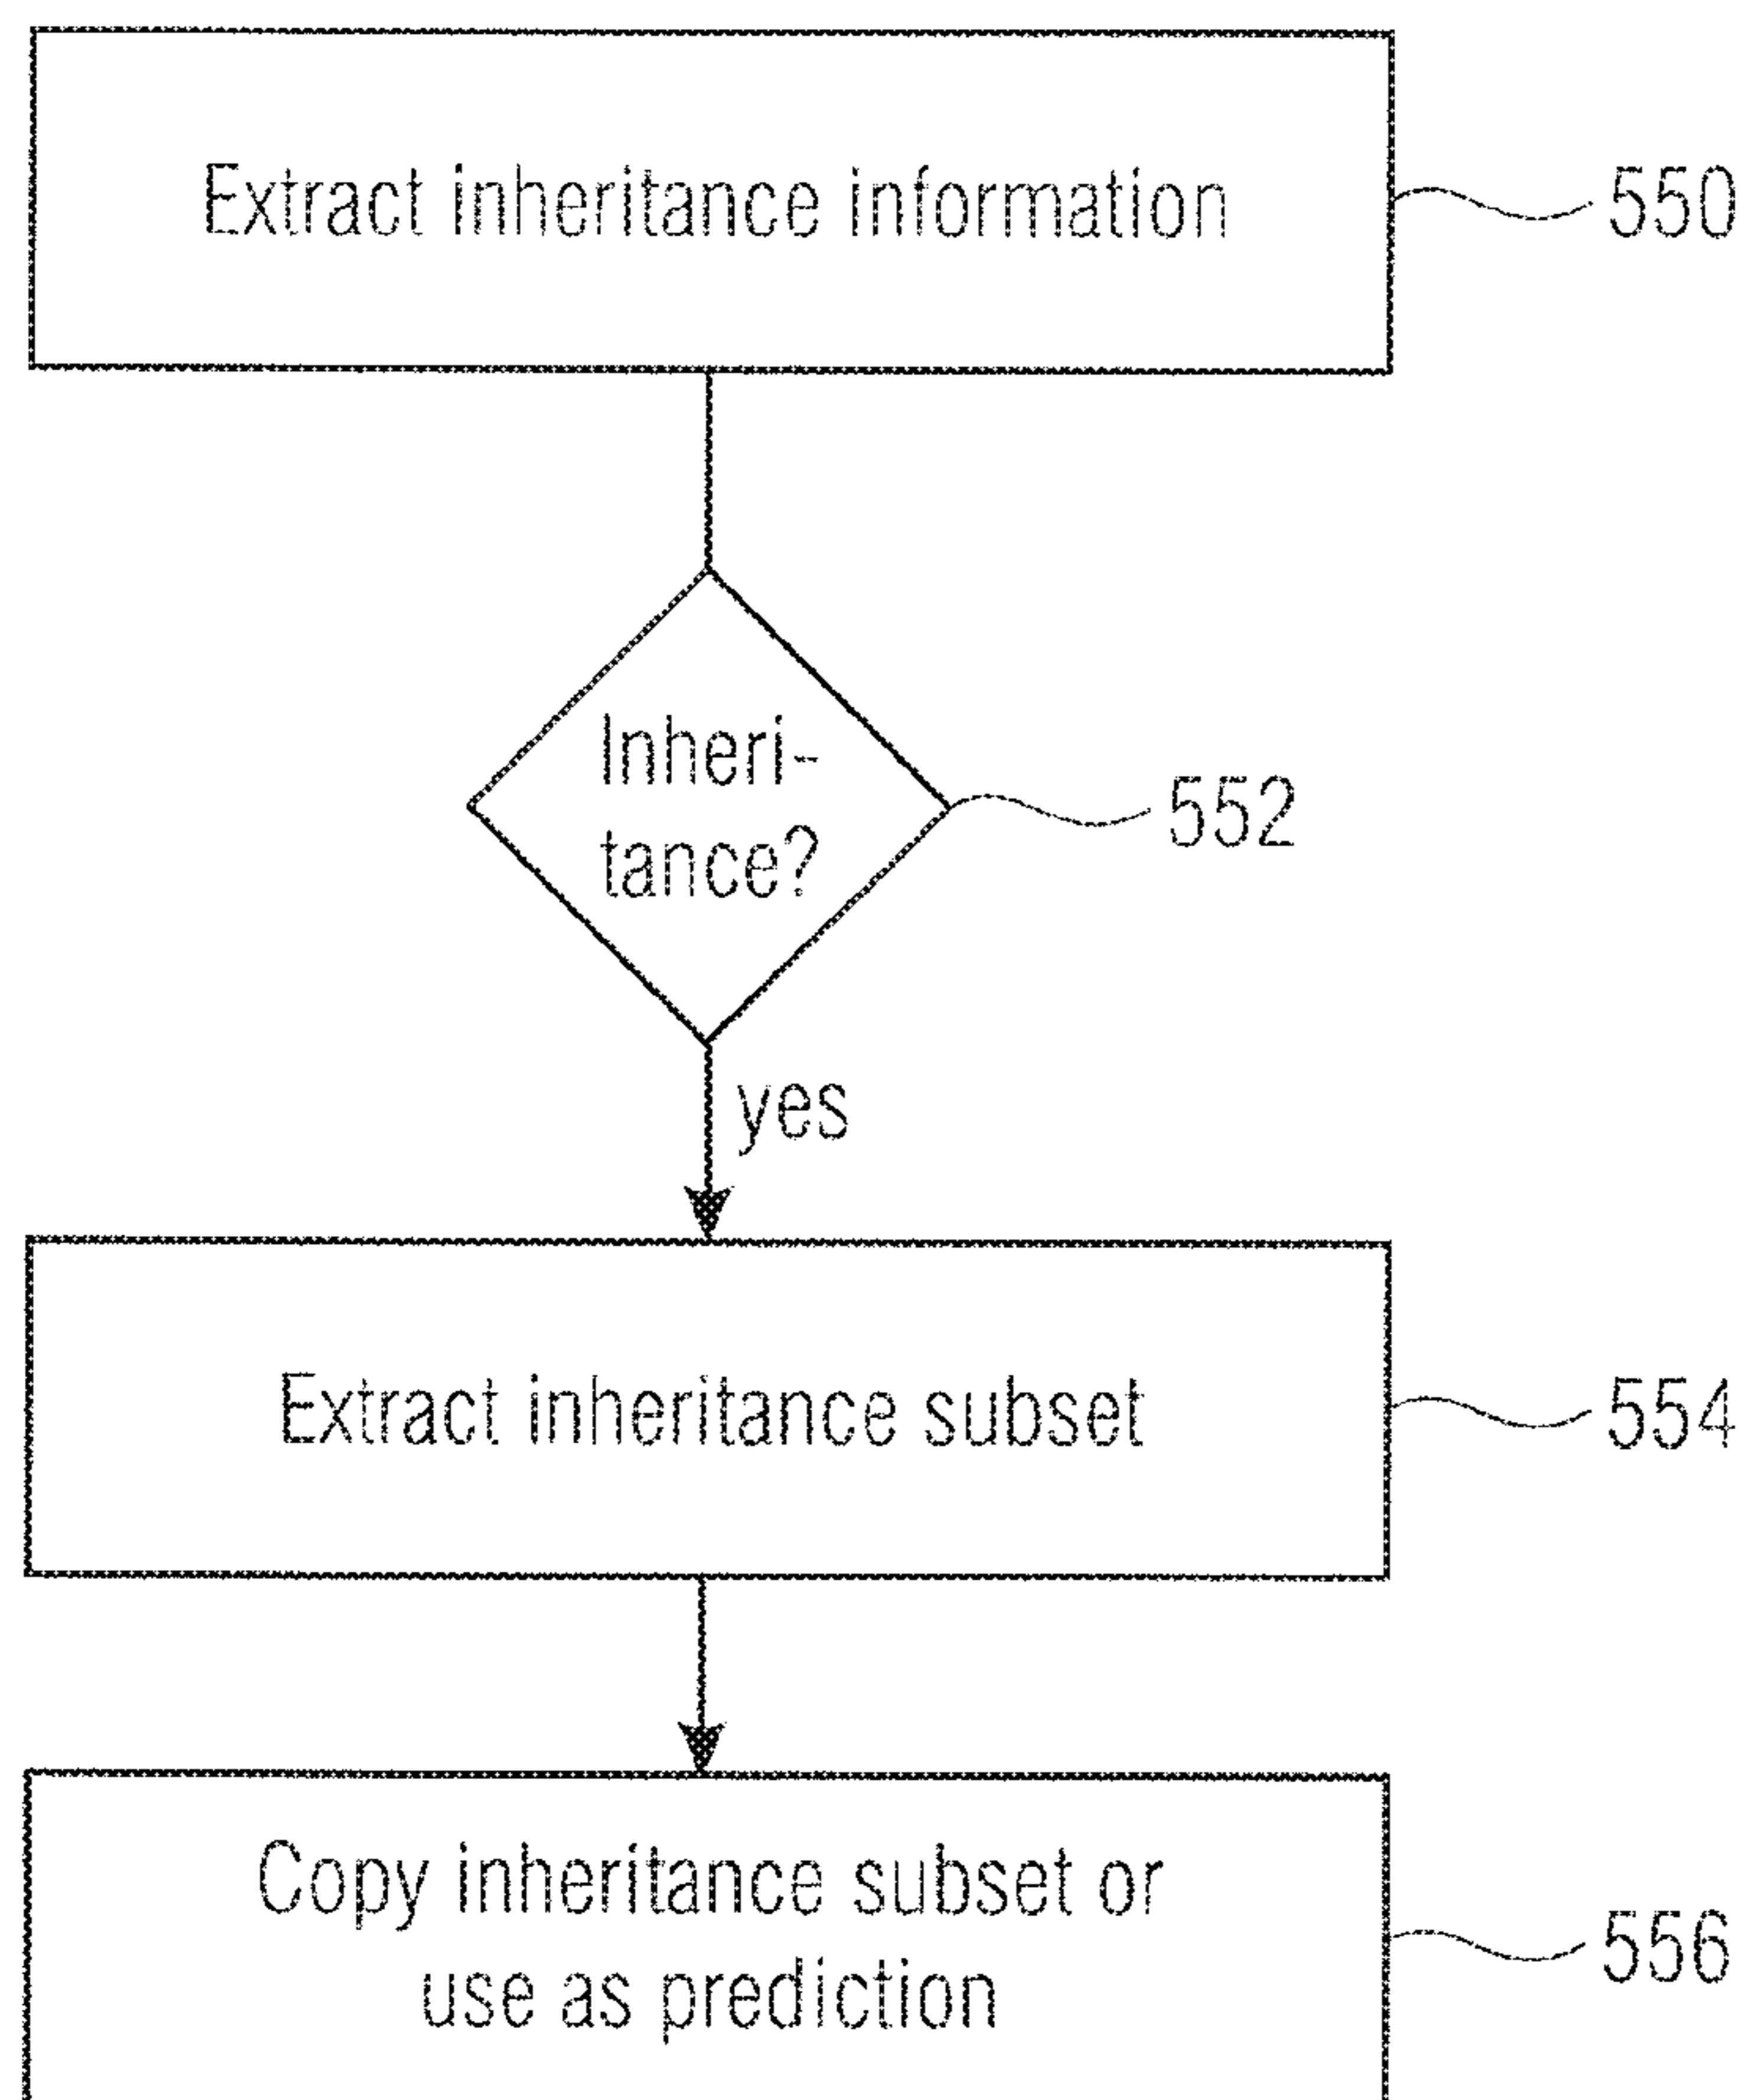 Extract inheritance information
550
Inheri-
tance?
552
yes
Extract inheritance subset
554
Copy inheritance subset or
use as prediction
556